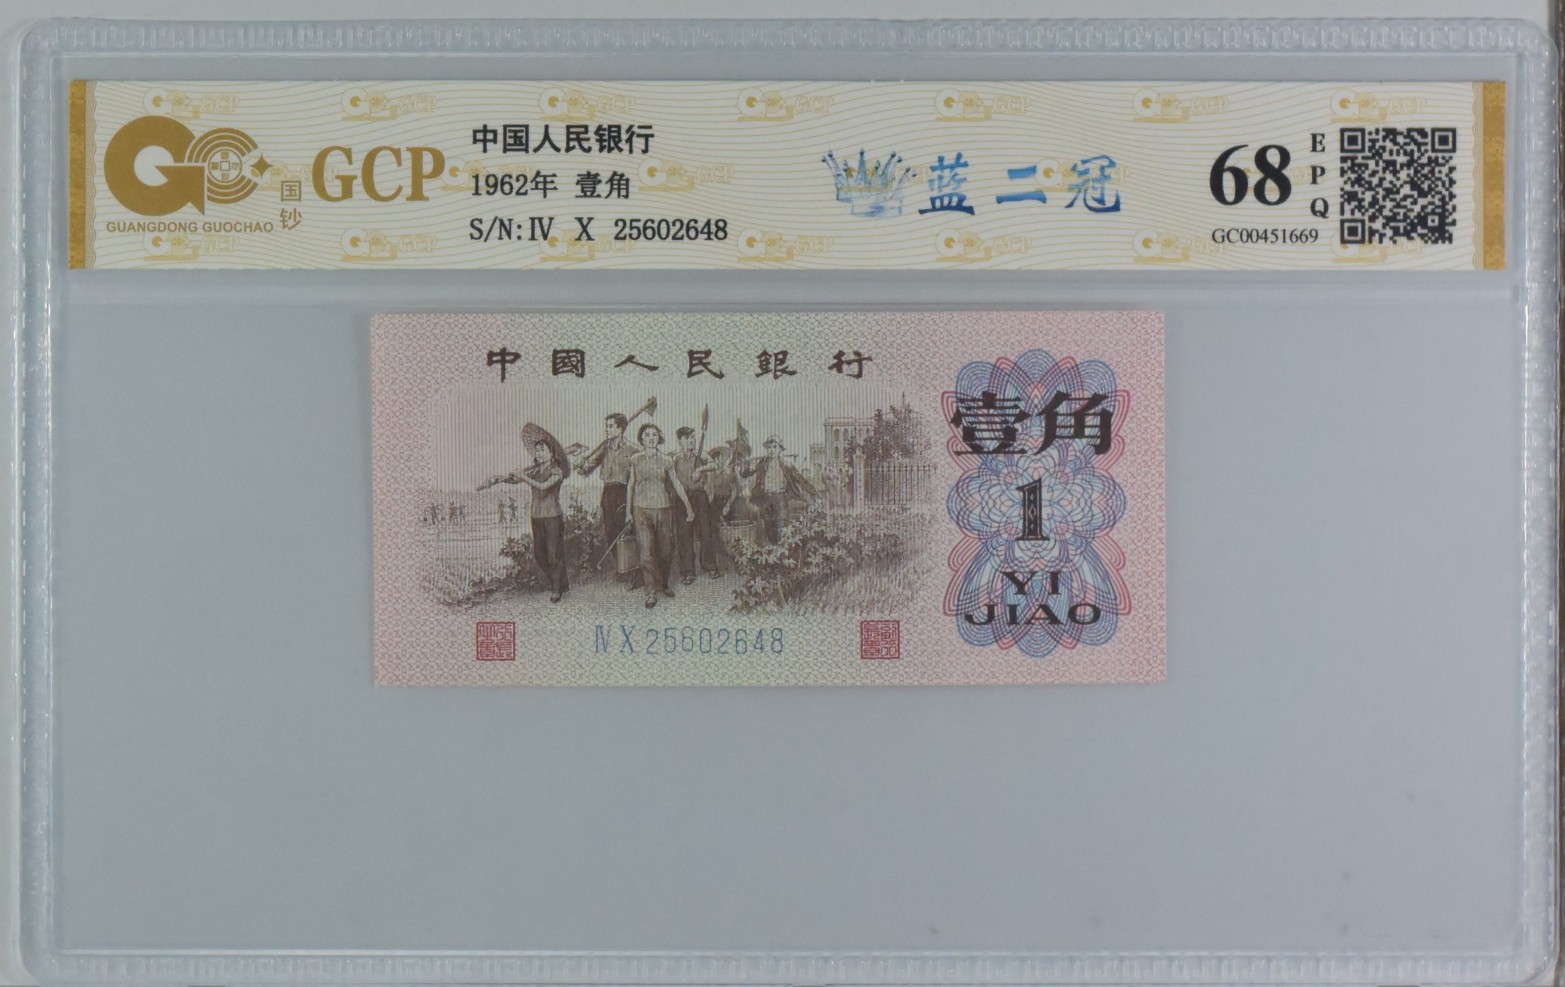 GCP
国钞
GUANGDONG GUOCHAO
中国人民银行
1962年 壹角
S/N: IV X 25602648
蓝二冠
68
EPQ
GC00451669
中國人民銀行
壹角
1
YI
JIAO
IV X 25602648